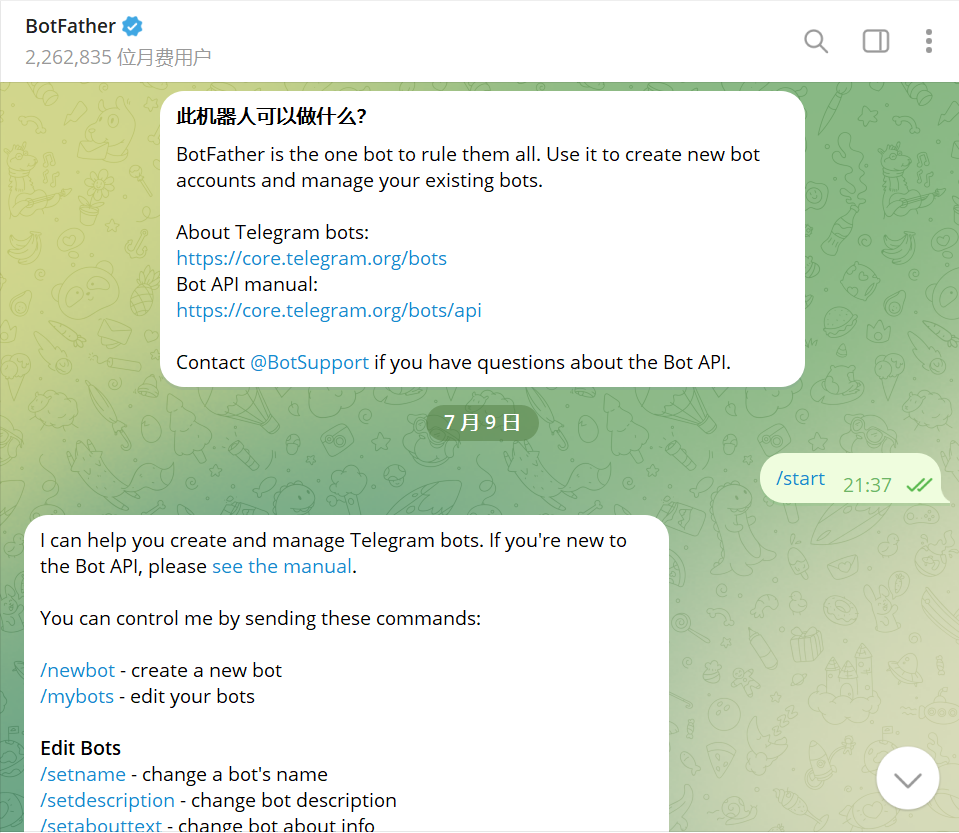 BotFather
2,262,835 位月费用户
此机器人可以做什么?
BotFather is the one bot to rule them all. Use it to create new bot
accounts and manage your existing bots.
About Telegram bots:
https://core.telegram.org/bots
Bot API manual:
https://core.telegram.org/bots/api
Contact @BotSupport if you have questions about the Bot API.
7 月 9 日
/start 21:37
I can help you create and manage Telegram bots. If you're new to
the Bot API, please see the manual.
You can control me by sending these commands:
/newbot - create a new bot
/mybots - edit your bots
Edit Bots
/setname - change a bot's name
/setdescription - change bot description
/setabouttext - change bot about info